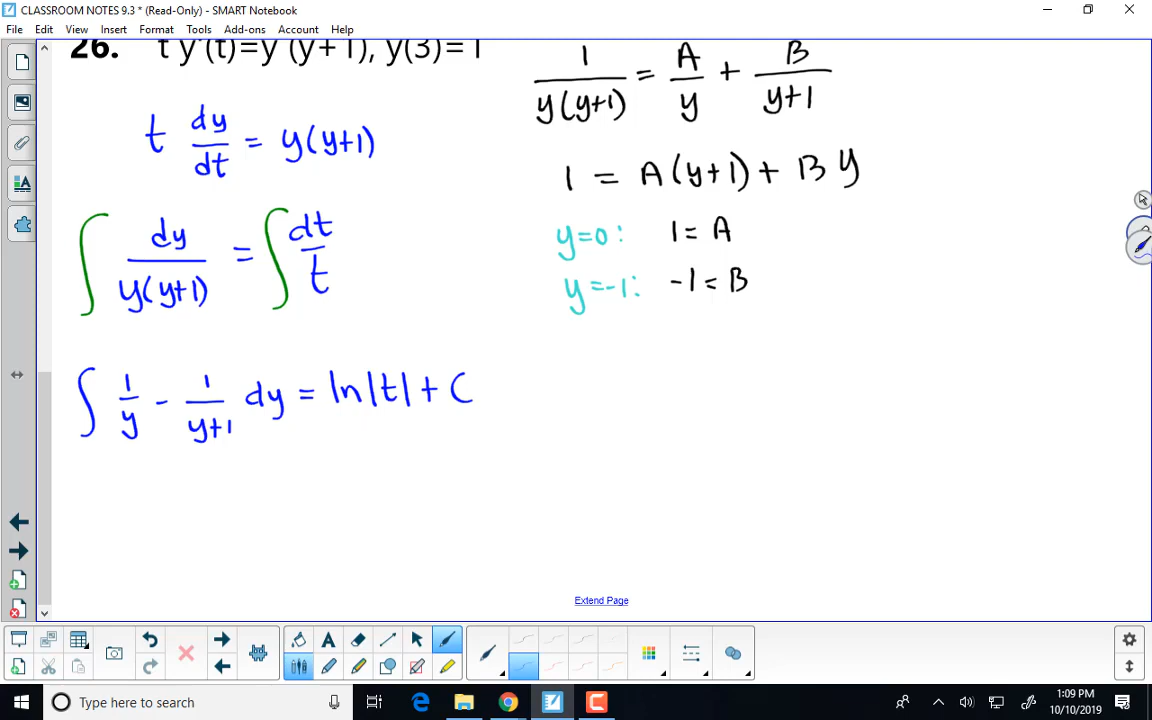 CLASSROOM NOTES 9.3 * (Read-Only) - SMART Notebook
File Edit View Insert Format Tools Add-ons Account Help
26. t y'(t)=y (y+1), y(3)=1
t dy/dt = y(y+1)
∫ dy/(y(y+1)) = ∫ dt/t
∫ 1/y - 1/(y+1) dy = ln|t| + C
1/(y(y+1)) = A/y + B/(y+1)
1 = A(y+1) + B y
y=0: 1 = A
y=-1: -1 = B
Extend Page
Type here to search
1:09 PM
10/10/2019